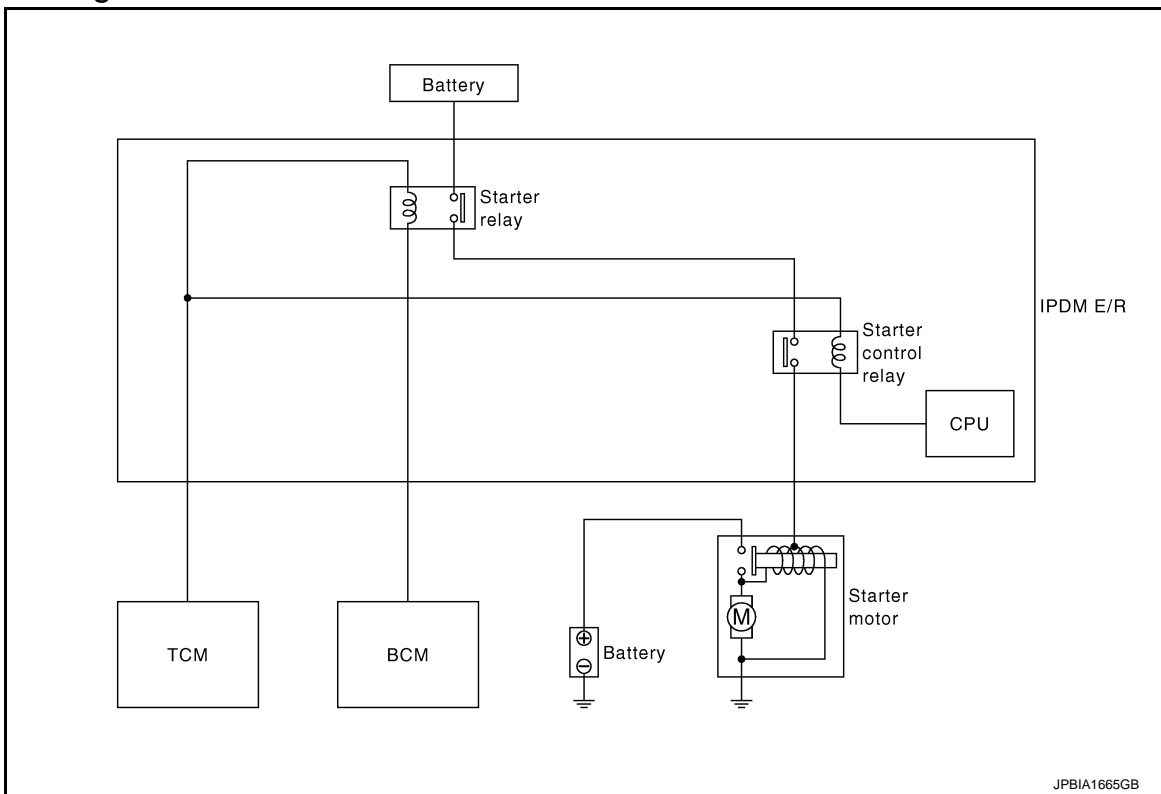 Battery
Starter
relay
IPDM E/R
Starter
control
relay
CPU
Starter
motor
M
TCM
BCM
Battery
JPBIA1665GB